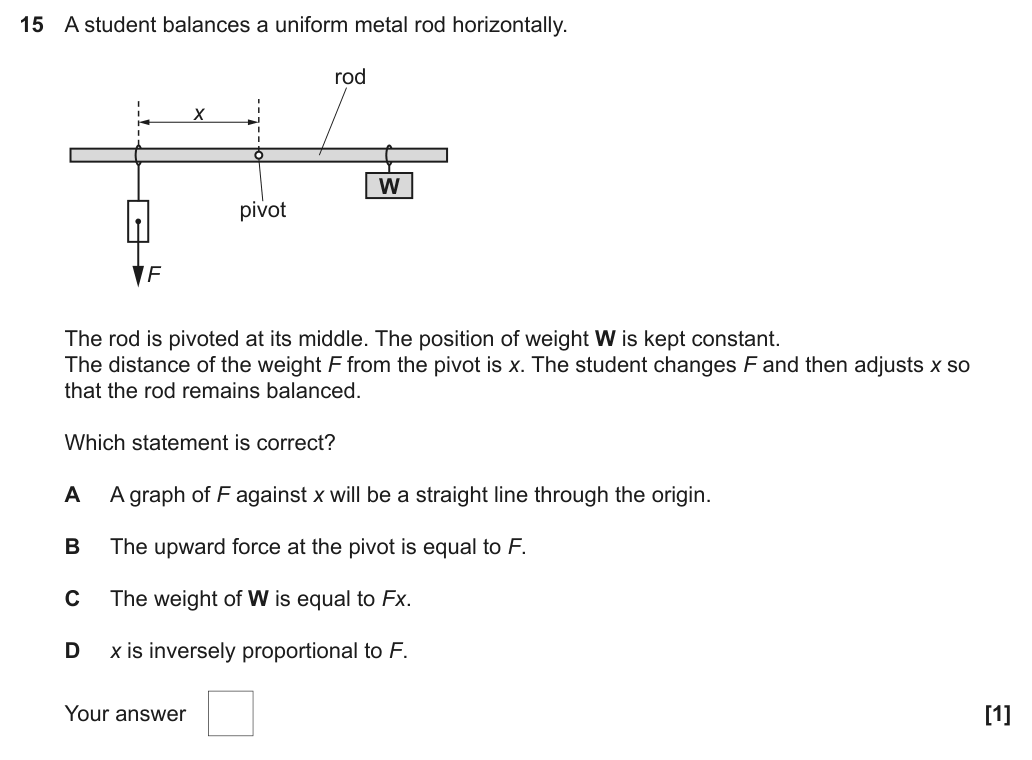 15 A student balances a uniform metal rod horizontally.
rod
x
W
pivot
F
The rod is pivoted at its middle. The position of weight W is kept constant.
The distance of the weight F from the pivot is x. The student changes F and then adjusts x so
that the rod remains balanced.
Which statement is correct?
A A graph of F against x will be a straight line through the origin.
B The upward force at the pivot is equal to F.
C The weight of W is equal to Fx.
D x is inversely proportional to F.
Your answer
[1]